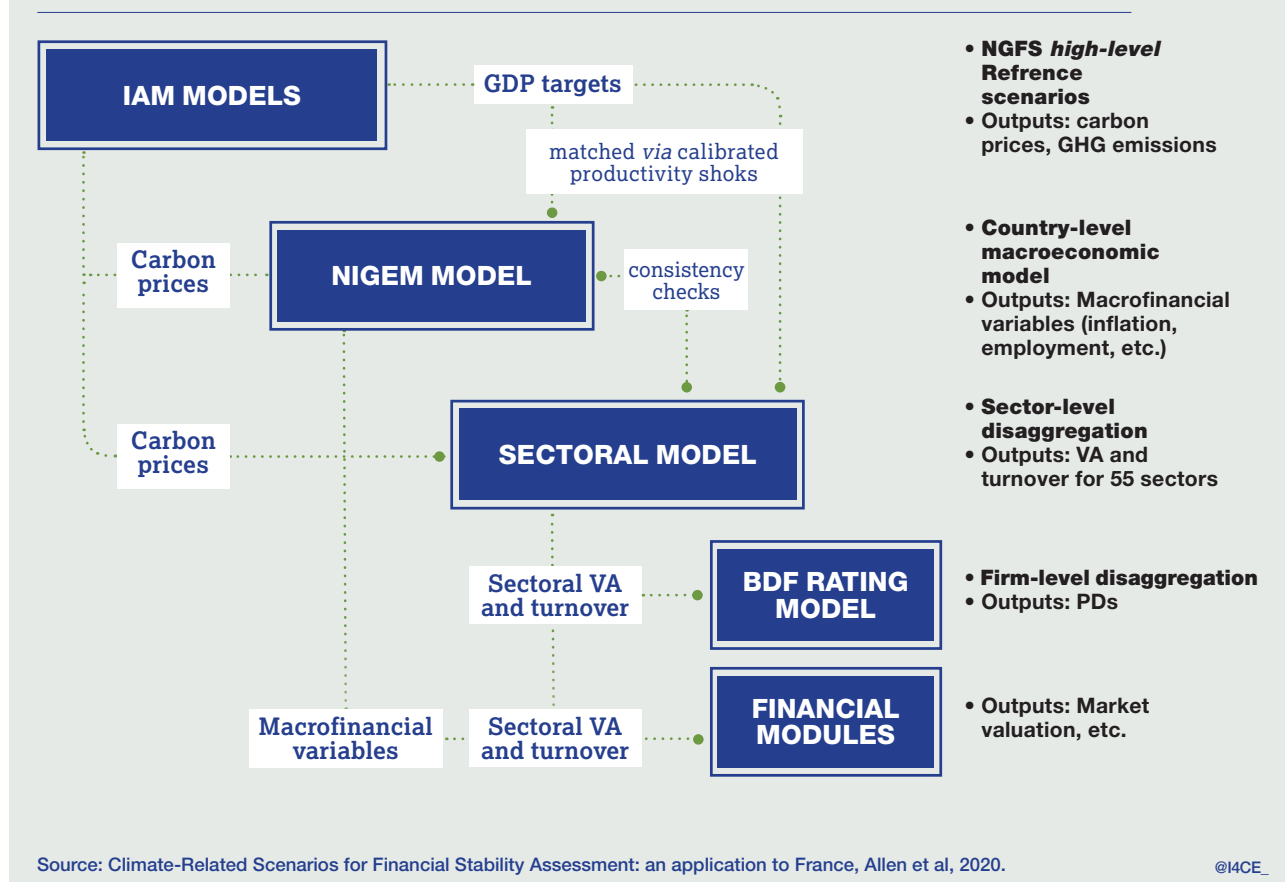 IAM MODELS
GDP targets
matched via calibrated
productivity shoks
• NGFS high-level
Refrence
scenarios
• Outputs: carbon
prices, GHG emissions
Carbon
prices
NIGEM MODEL
consistency
checks
• Country-level
macroeconomic
model
• Outputs: Macrofinancial
variables (inflation,
employment, etc.)
Carbon
prices
SECTORAL MODEL
• Sector-level
disaggregation
• Outputs: VA and
turnover for 55 sectors
Sectoral VA
and turnover
BDF RATING
MODEL
• Firm-level disaggregation
• Outputs: PDs
Macrofinancial
variables
Sectoral VA
and turnover
FINANCIAL
MODULES
• Outputs: Market
valuation, etc.
Source: Climate-Related Scenarios for Financial Stability Assessment: an application to France, Allen et al, 2020.
@I4CE_